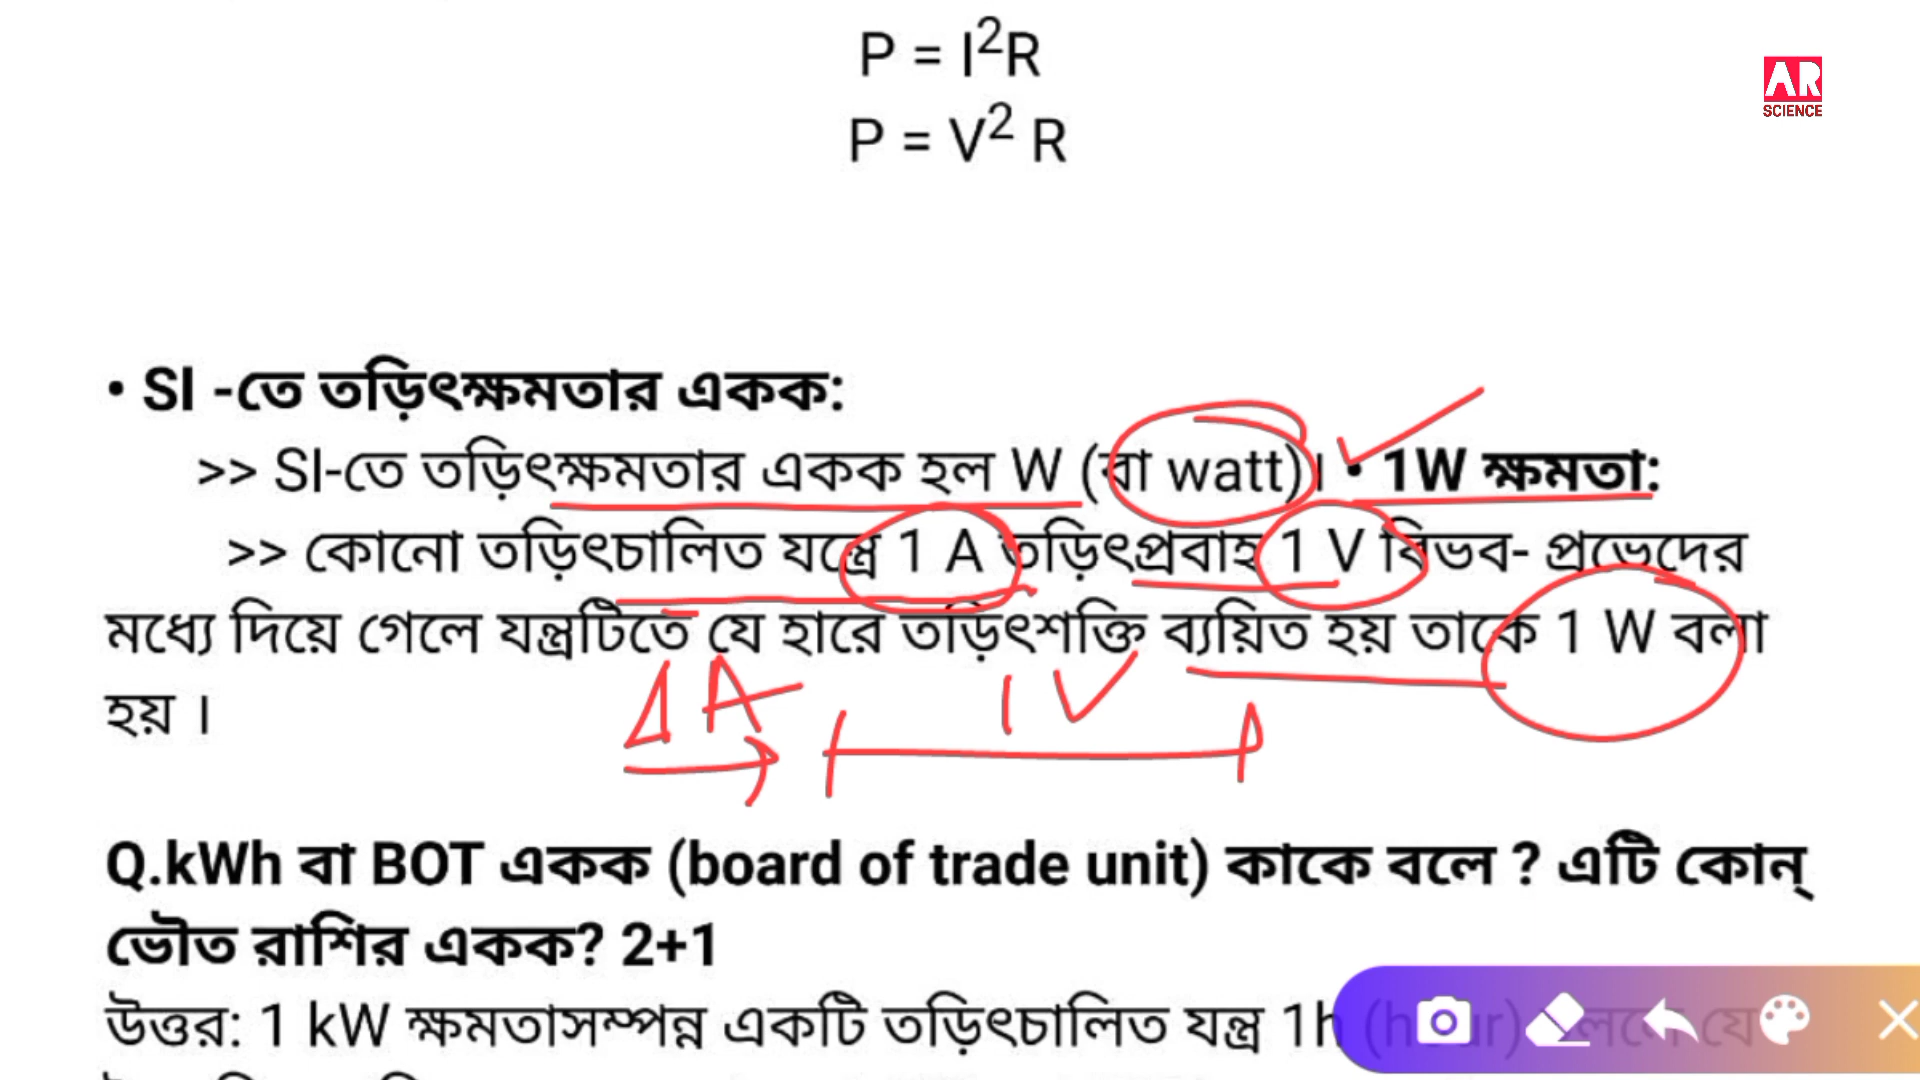 P = I²R
AR
SCIENCE
P = V² R
• SI -তে তড়িৎক্ষমতার একক:
>> SI-তে তড়িৎক্ষমতার একক হল W (বা watt)। • 1W ক্ষমতা:
>> কোনো তড়িৎচালিত যন্ত্রে 1 A তড়িৎপ্রবাহ 1 V বিভব- প্রভেদের
মধ্যে দিয়ে গেলে যন্ত্রটিতে যে হারে তড়িৎশক্তি ব্যয়িত হয় তাকে 1 W বলা
হয় ।
1 A 1 V
Q.kWh বা BOT একক (board of trade unit) কাকে বলে ? এটি কোন্
ভৌত রাশির একক? 2+1
উত্তর: 1 kW ক্ষমতাসম্পন্ন একটি তড়িৎচালিত যন্ত্র 1h (hour) যে